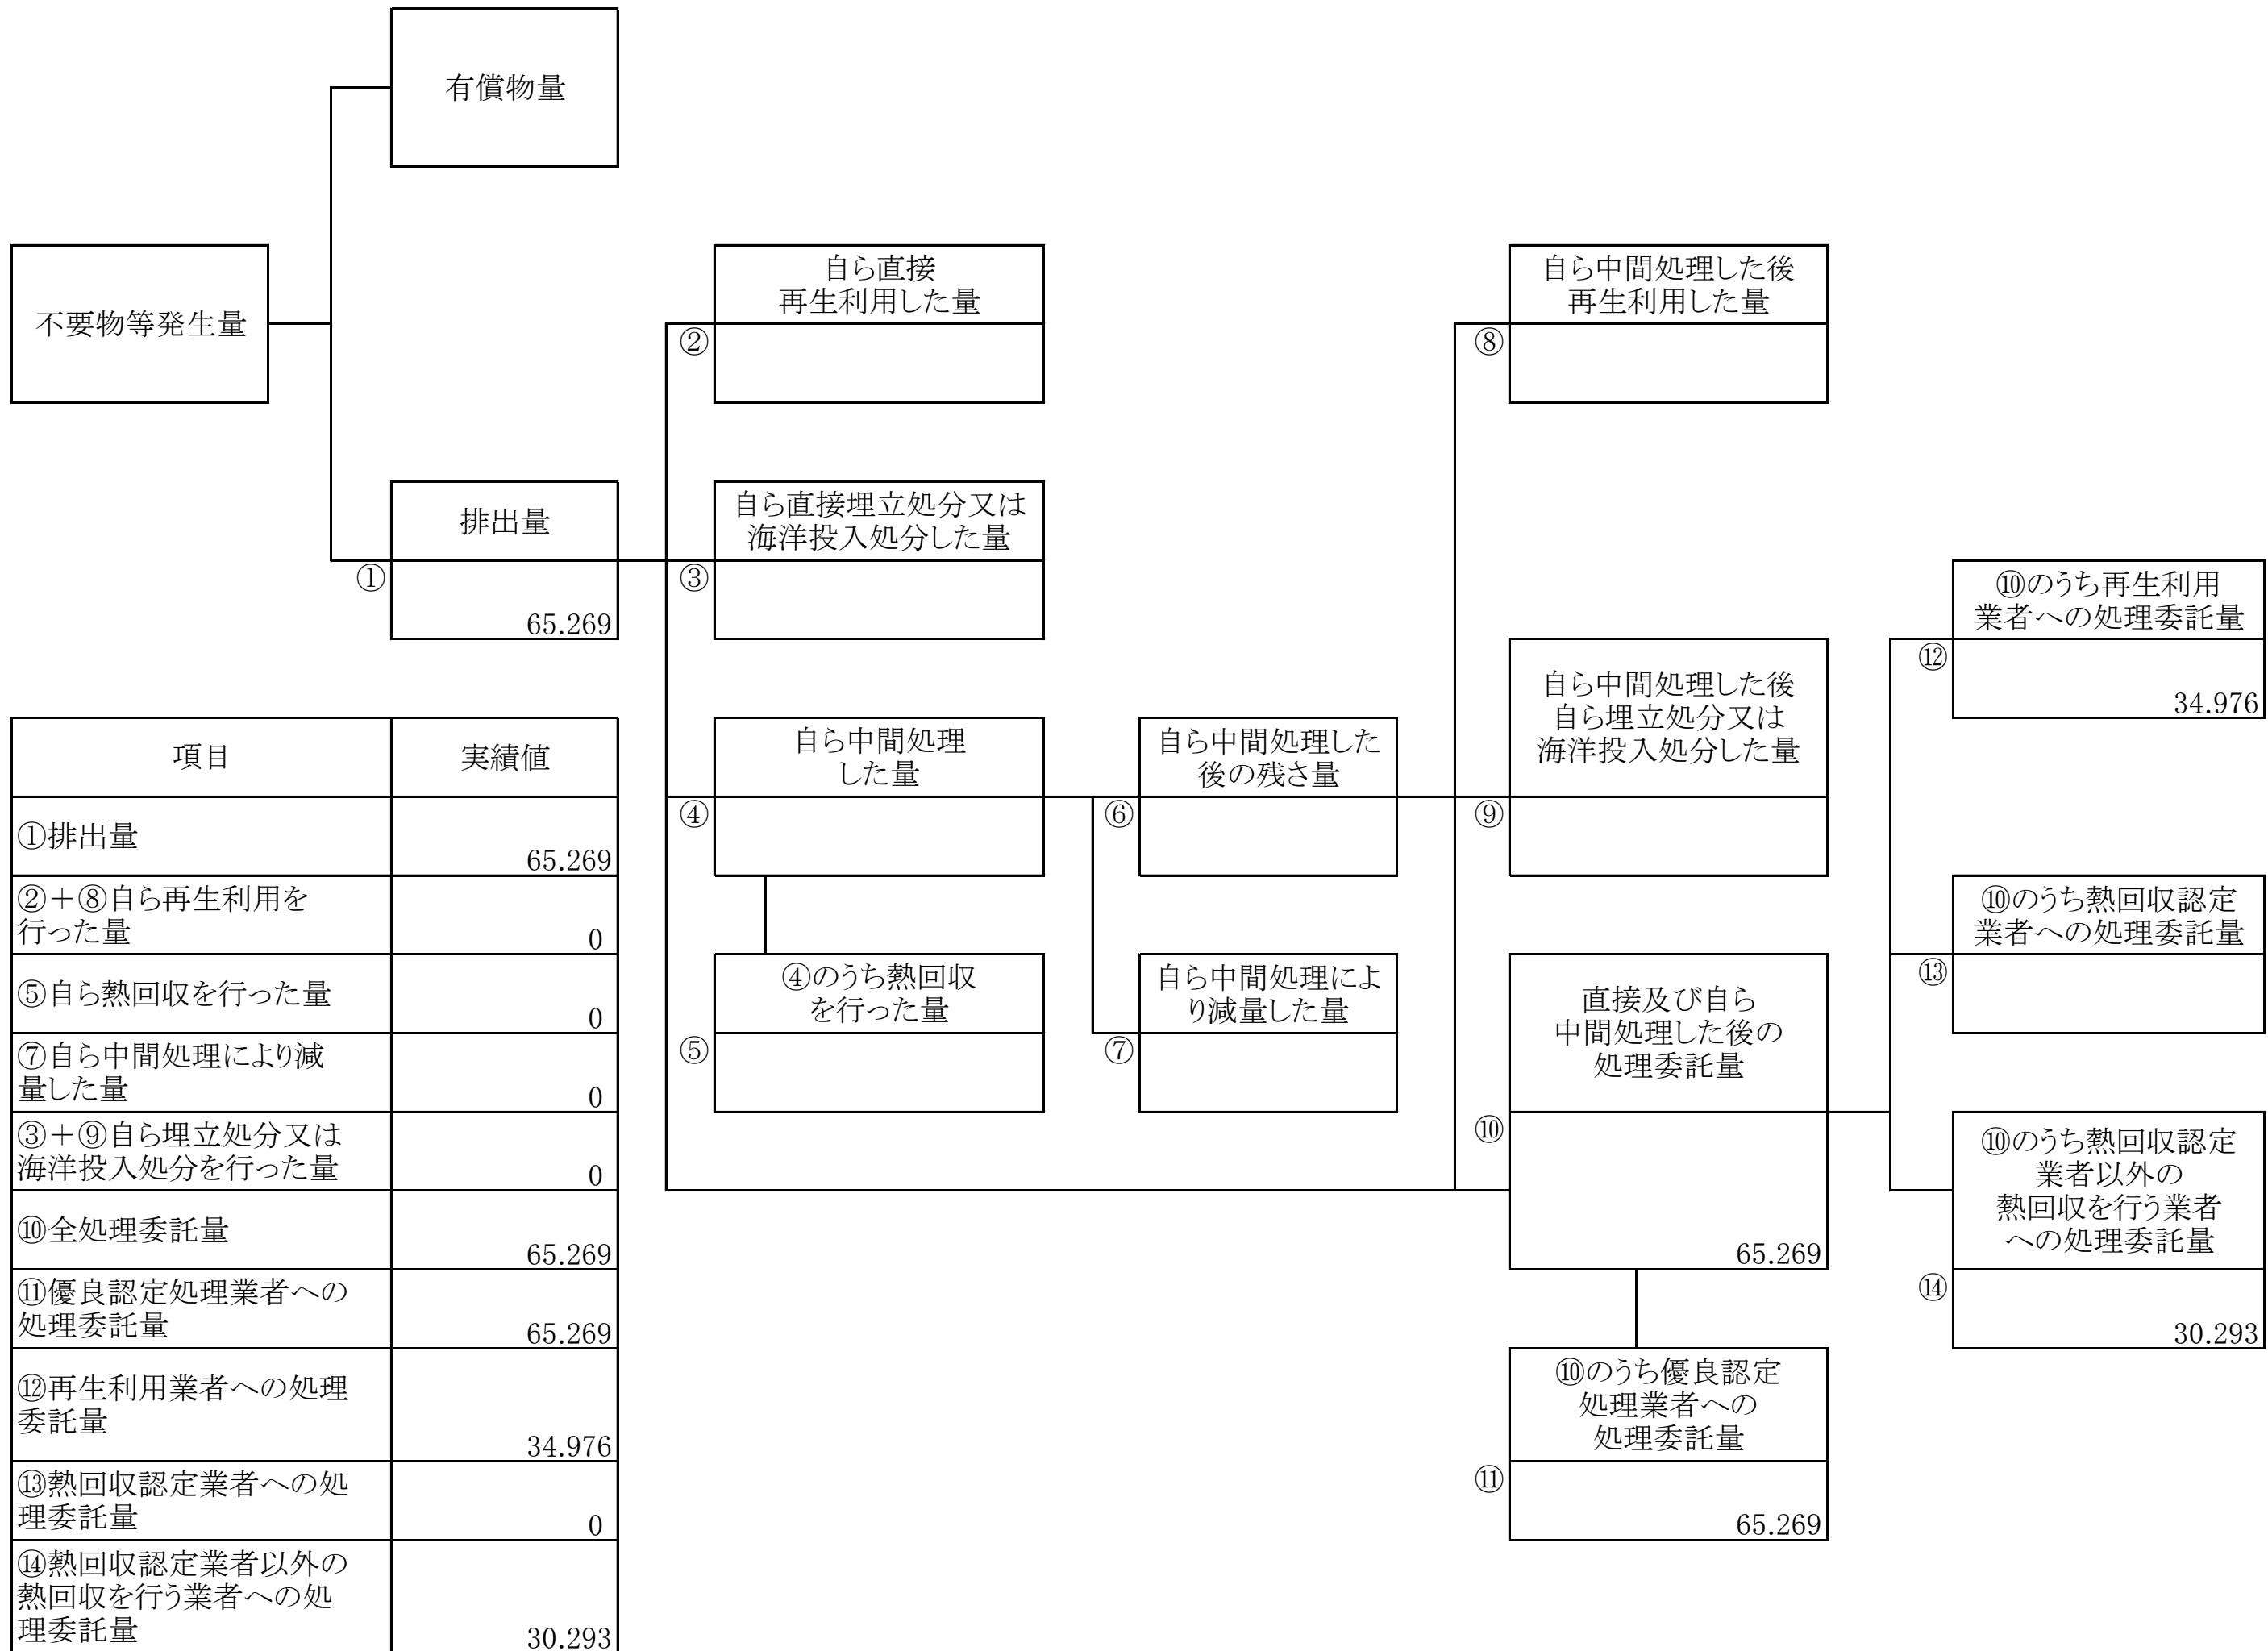 有償物量
不要物等発生量
自ら直接
再生利用した量
②
自ら中間処理した後
再生利用した量
⑧
排出量
①
65.269
自ら直接埋立処分又は
海洋投入処分した量
③
⑩のうち再生利用
業者への処理委託量
⑫
34.976
自ら中間処理
した量
④
自ら中間処理した
後の残さ量
⑥
自ら中間処理した後
自ら埋立処分又は
海洋投入処分した量
⑨
⑩のうち熱回収認定
業者への処理委託量
⑬
④のうち熱回収
を行った量
⑤
自ら中間処理によ
り減量した量
⑦
直接及び自ら
中間処理した後の
処理委託量
⑩
65.269
⑩のうち熱回収認定
業者以外の
熱回収を行う業者
への処理委託量
⑭
30.293
⑩のうち優良認定
処理業者への
処理委託量
⑪
65.269
項目 実績値
①排出量
65.269
②＋⑧自ら再生利用を
行った量
0
⑤自ら熱回収を行った量
0
⑦自ら中間処理により減
量した量
0
③＋⑨自ら埋立処分又は
海洋投入処分を行った量
0
⑩全処理委託量
65.269
⑪優良認定処理業者への
処理委託量
65.269
⑫再生利用業者への処理
委託量
34.976
⑬熱回収認定業者への処
理委託量
0
⑭熱回収認定業者以外の
熱回収を行う業者への処
理委託量
30.293